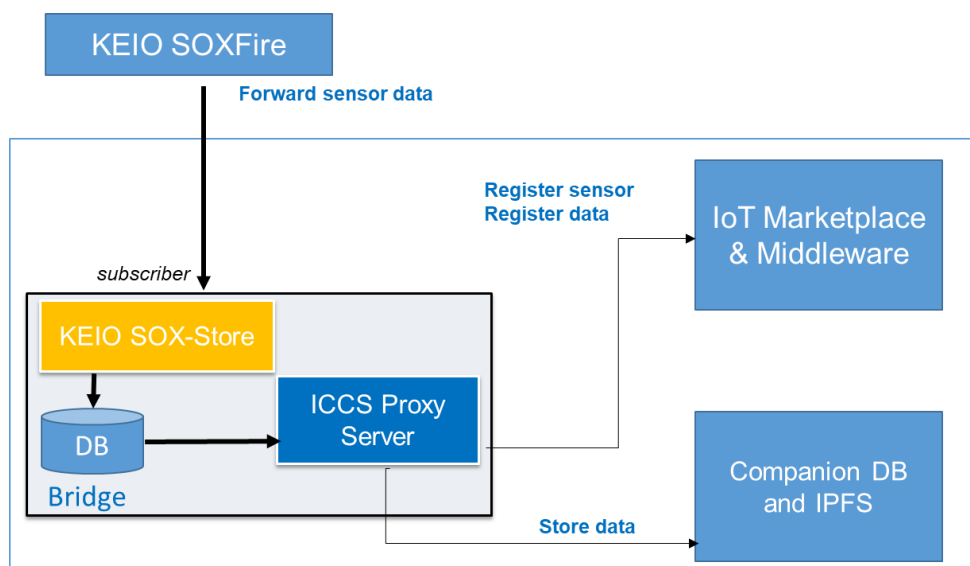 KEIO SOXFire
Forward sensor data
Register sensor
Register data
IoT Marketplace
& Middleware
subscriber
KEIO SOX-Store
ICCS Proxy
Server
DB
Bridge
Companion DB
and IPFS
Store data